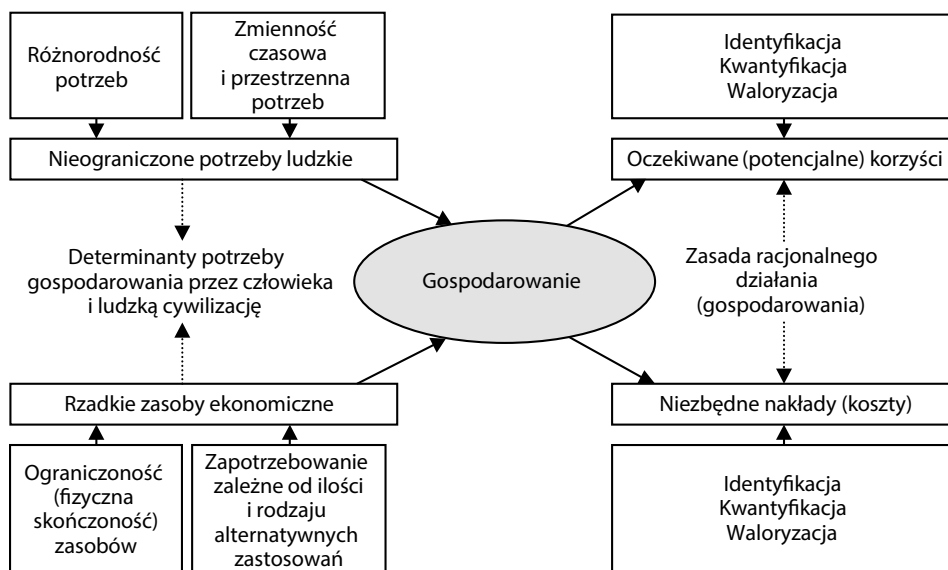 Różnorodność
potrzeb
Zmienność
czasowa
i przestrzenna
potrzeb
Identyfikacja
Kwantyfikacja
Waloryzacja
Nieograniczone potrzeby ludzkie
Oczekiwane (potencjalne) korzyści
Determinanty potrzeby
gospodarowania przez człowieka
i ludzką cywilizację
Gospodarowanie
Zasada racjonalnego
działania
(gospodarowania)
Rzadkie zasoby ekonomiczne
Niezbędne nakłady (koszty)
Ograniczoność
(fizyczna
skończoność)
zasobów
Zapotrzebowanie
zależne od ilości
i rodzaju
alternatywnych
zastosowań
Identyfikacja
Kwantyfikacja
Waloryzacja